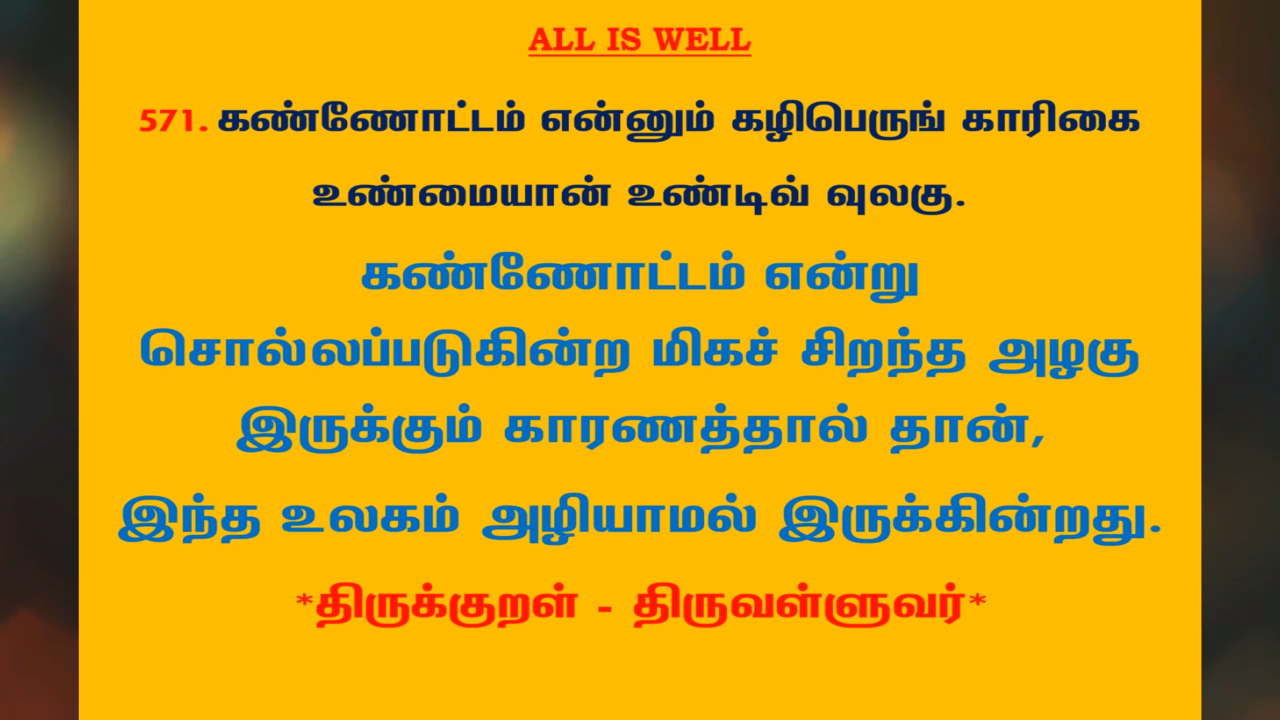 ALL IS WELL
571. கண்ணோட்டம் என்னும் கழிபெருங் காரிகை
உண்மையான் உண்டிவ் வுலகு.
கண்ணோட்டம் என்று
சொல்லப்படுகின்ற மிகச் சிறந்த அழகு
இருக்கும் காரணத்தால் தான்,
இந்த உலகம் அழியாமல் இருக்கின்றது.
*திருக்குறள் - திருவள்ளுவர்*